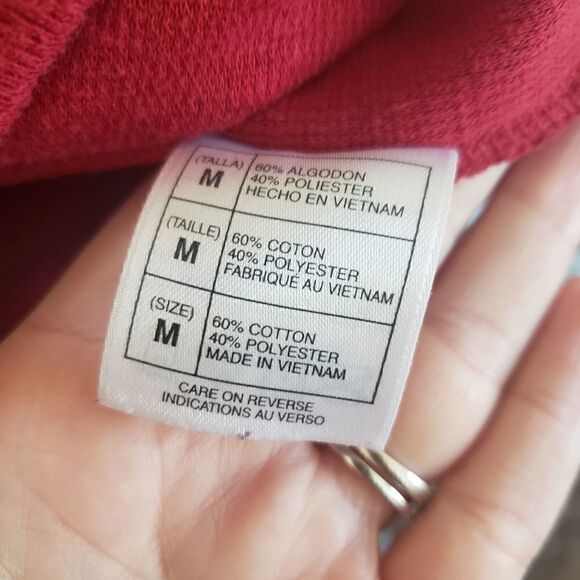 (TALLA)
M
60% ALGODON
40% POLIESTER
HECHO EN VIETNAM
(TAILLE)
M
60% COTON
40% POLYESTER
FABRIQUÉ AU VIETNAM
(SIZE)
M
60% COTTON
40% POLYESTER
MADE IN VIETNAM
CARE ON REVERSE
INDICATIONS AU VERSO